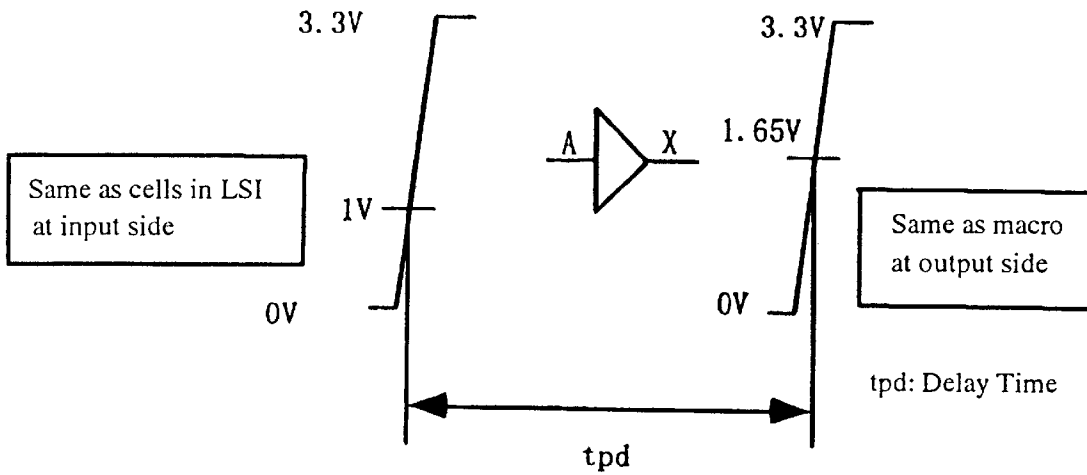 3.3V
3.3V
A
X
1.65V
Same as cells in LSI
at input side
1V
Same as macro
at output side
0V
0V
tpd: Delay Time
tpd